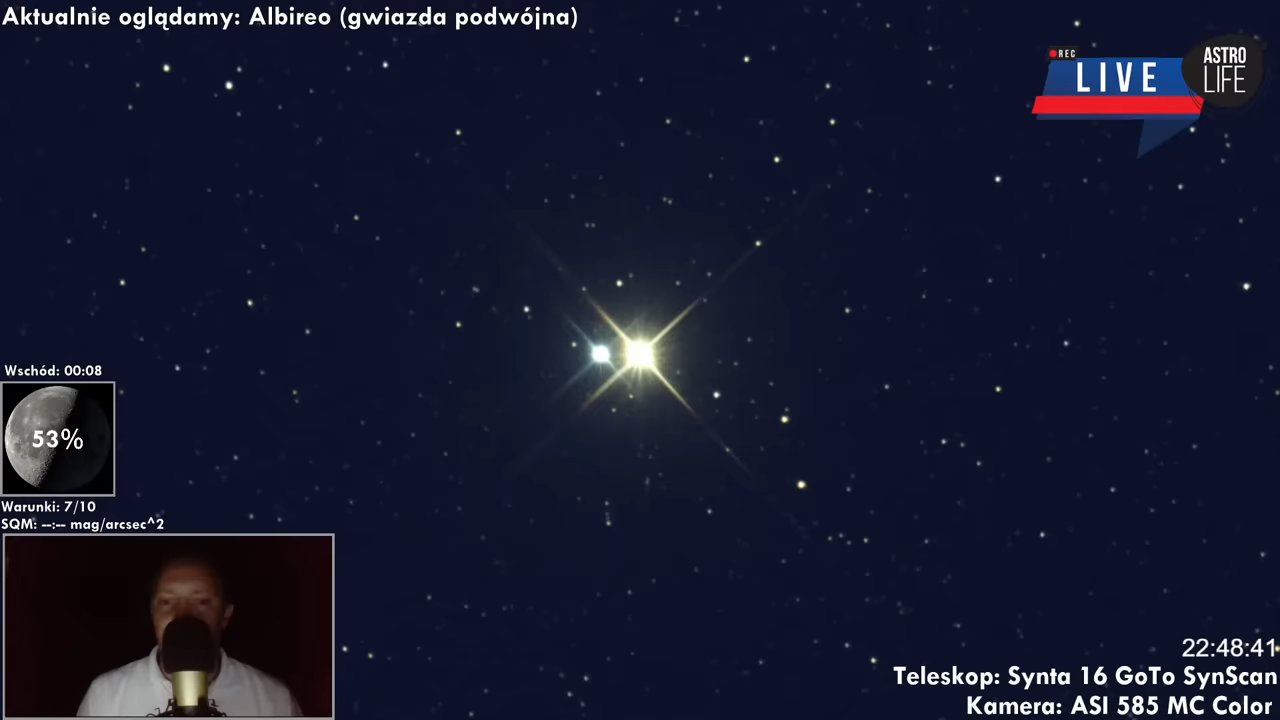 Aktualnie oglądamy: Albireo (gwiazda podwójna)
REC
LIVE
ASTRO
LIFE
Wschód: 00:08
53%
Warunki: 7/10
SQM: --:-- mag/arcsec^2
22:48:41
Teleskop: Synta 16 GoTo SynScan
Kamera: ASI 585 MC Color